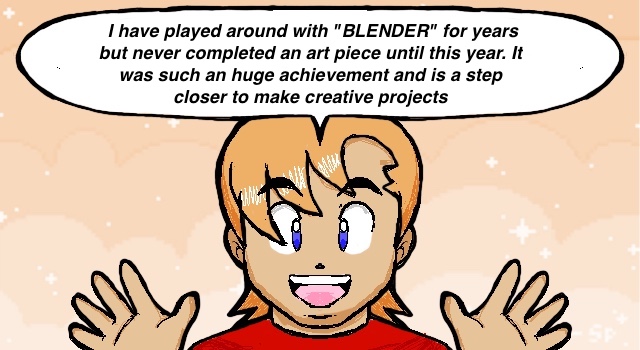 I have played around with "BLENDER" for years
but never completed an art piece until this year. It
was such an huge achievement and is a step
closer to make creative projects